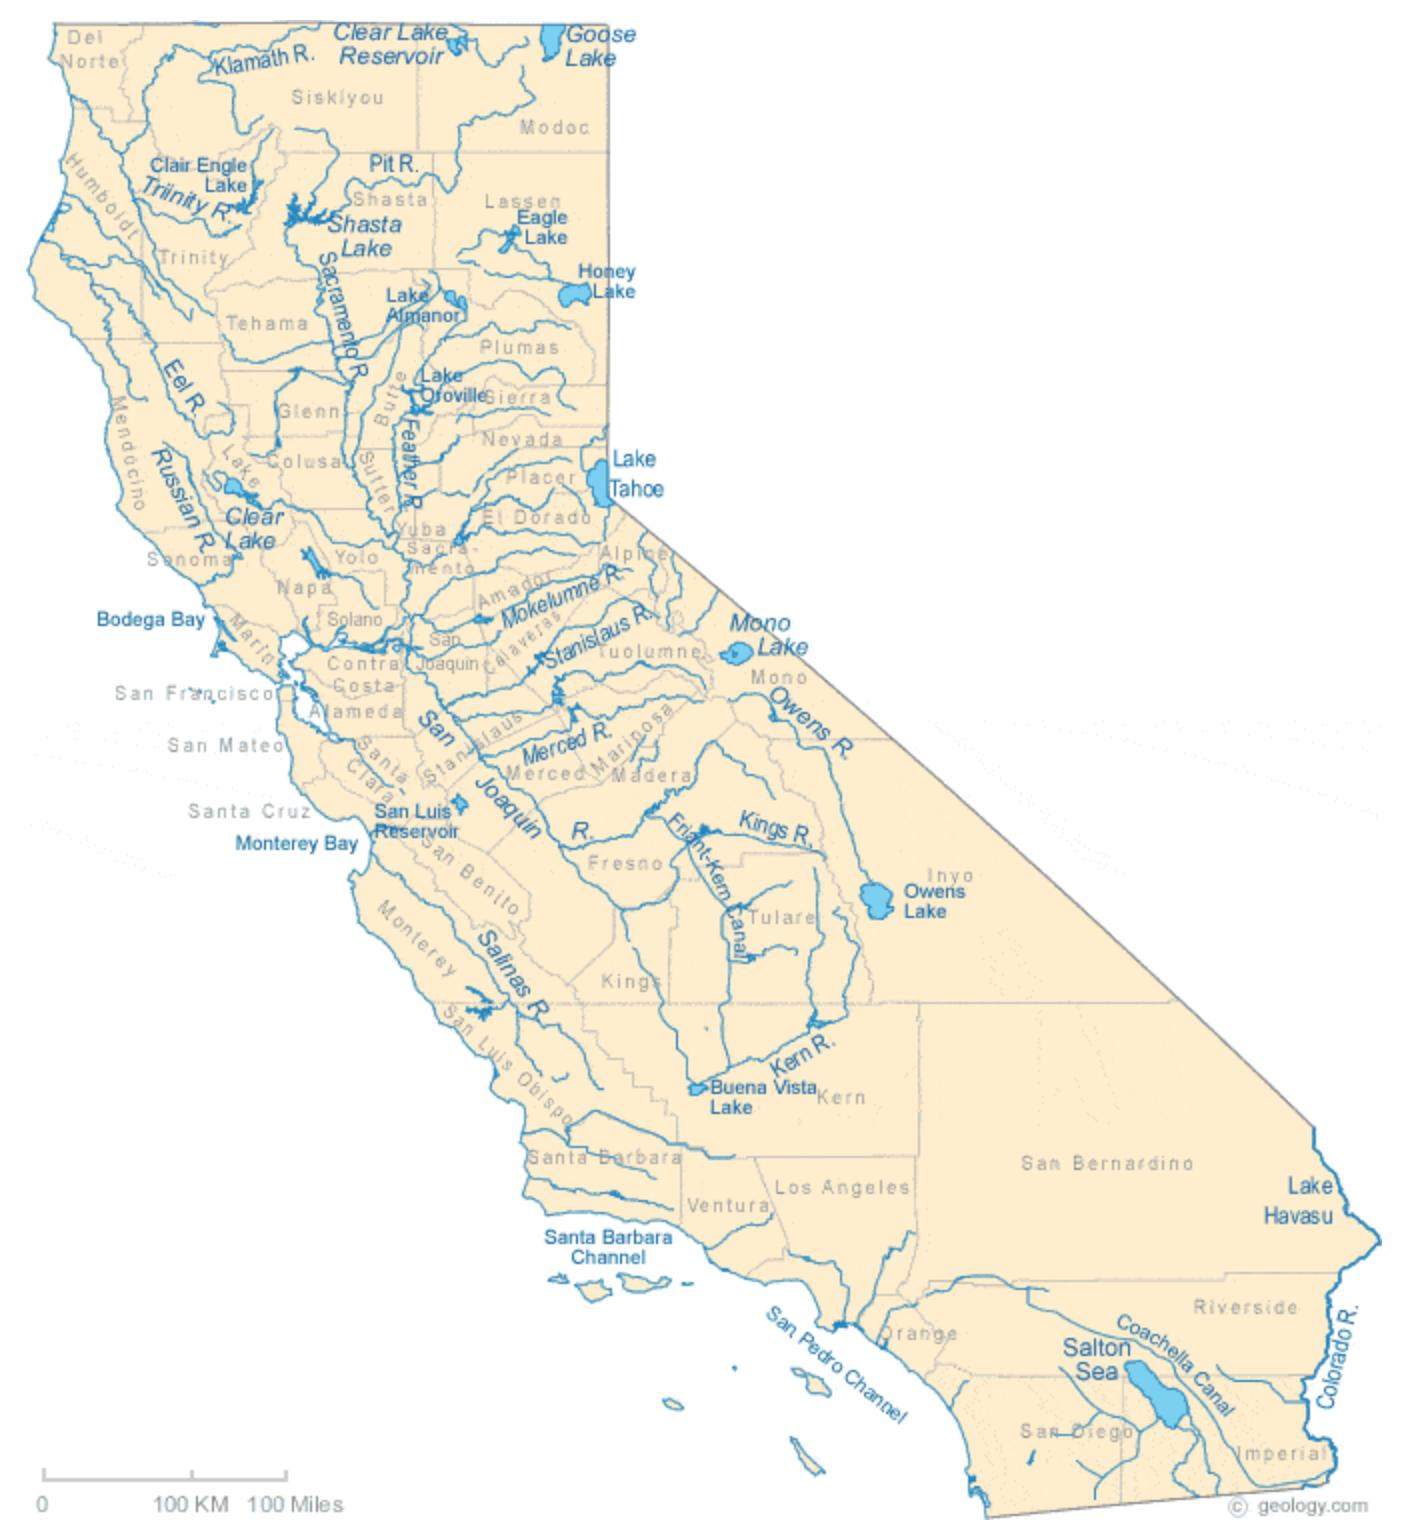 Del
Norte
Klamath R.
Clear Lake
Reservoir
Goose
Lake
Siskiyou
Modoc
Humboldt
Clair Engle
Lake
Triinity R.
Pit R.
Shasta
Lassen
Shasta
Lake
Eagle
Lake
Trinity
Honey
Lake
Sacramento R.
Lake
Almanor
Tehama
Plumas
Eel R.
Lake
Oroville
Butte
Sierra
Glenn
Mendocino
Feather R.
Nevada
Russian R.
Lake
Colusa
Sutter
Placer
Lake
Tahoe
Clear
Lake
Yuba
El Dorado
Sonoma
Yolo
Sacra-
mento
Alpine
Napa
Amador
Mokelumne R.
Bodega Bay
Marin
Solano
San
Joaquin
Calaveras
Stanislaus R.
Tuolumne
Mono
Lake
Mono
Contra
Costa
San Francisco
Alameda
Owens R.
San Mateo
Santa
Clara
San
Joaquin
R.
Stanislaus
Merced R.
Mariposa
Merced
Madera
Santa Cruz
San Luis
Reservoir
Monterey Bay
San Benito
Friant-Kern Canal
Kings R.
Fresno
Inyo
Owens
Lake
Monterey
Salinas R.
Tulare
Kings
San Luis Obispo
Kern R.
Buena Vista
Lake
Kern
Santa Barbara
San Bernardino
Ventura
Los Angeles
Lake
Havasu
Santa Barbara
Channel
San Pedro Channel
Orange
Riverside
Colorado R.
Coachella Canal
Salton
Sea
San Diego
Imperial
0 100 KM 100 Miles
© geology.com